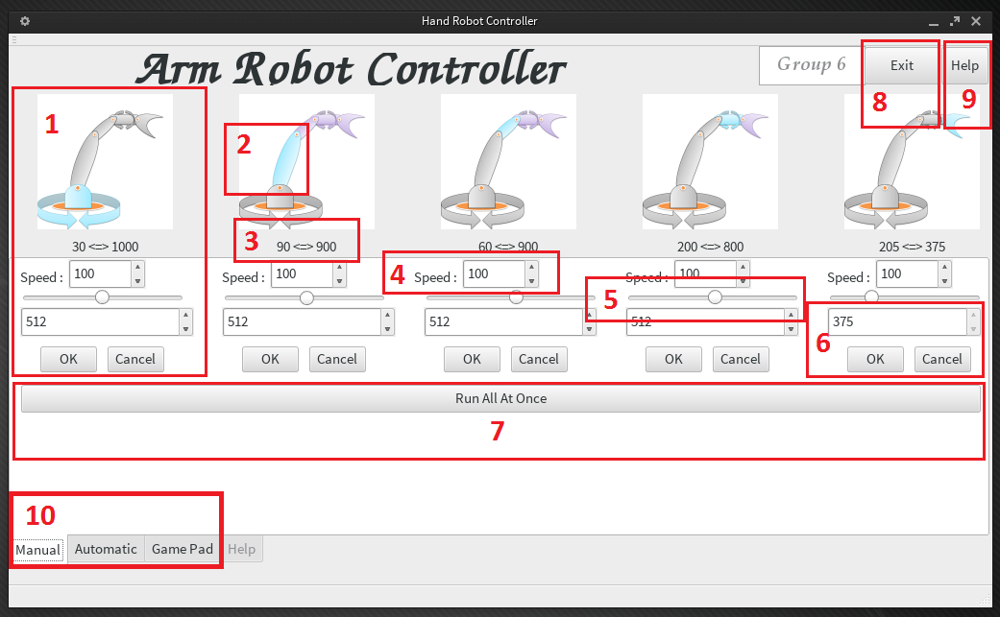 Hand Robot Controller
Arm Robot Controller
Group 6
Exit
Help
1
2
3
4
5
6
7
8
9
10
30 <=> 1000
90 <=> 900
60 <=> 900
200 <=> 800
205 <=> 375
Speed : 100
Speed : 100
Speed : 100
Speed : 100
Speed : 100
512
512
512
512
375
OK Cancel
OK Cancel
OK Cancel
OK Cancel
OK Cancel
Run All At Once
Manual Automatic Game Pad Help